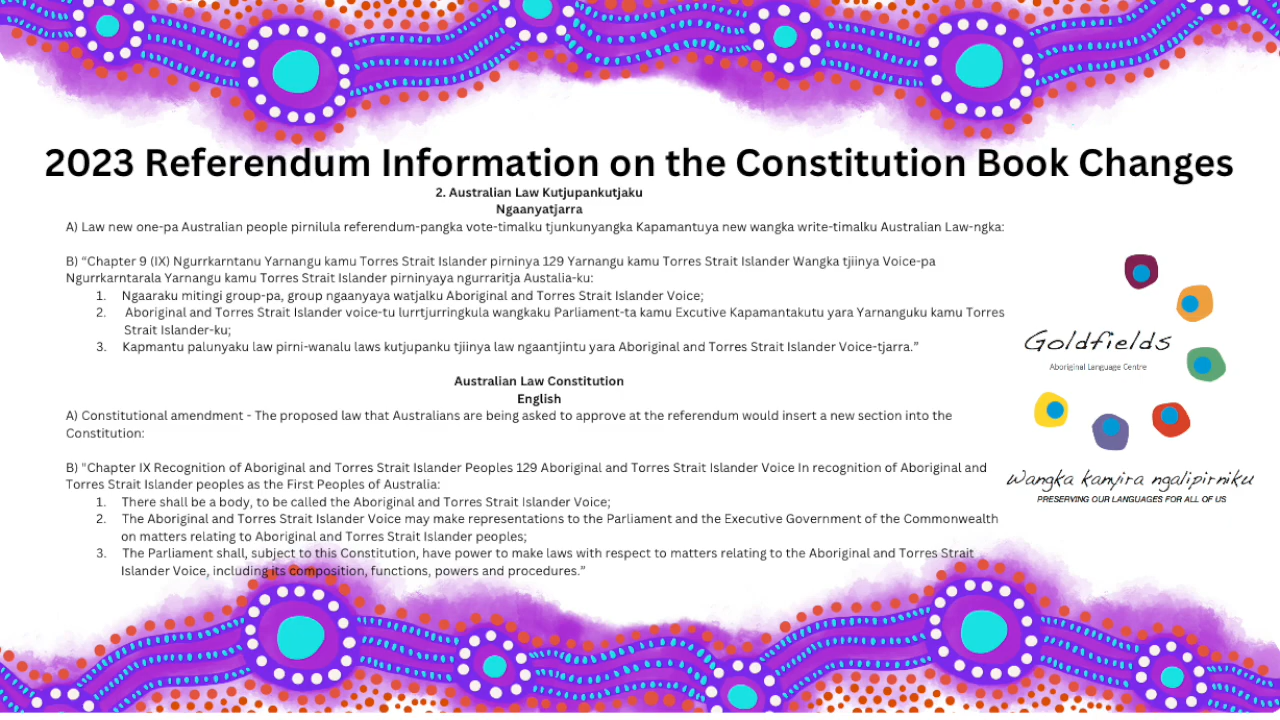 2023 Referendum Information on the Constitution Book Changes
2. Australian Law Kutjupankutjaku
Ngaanyatjarra
A) Law new one-pa Australian people pirnilula referendum-pangka vote-timalku tjunkunyangka Kapamantuya new wangka write-timalku Australian Law-ngka:
B) “Chapter 9 (IX) Ngurrkarntanu Yarnangu kamu Torres Strait Islander pirninya 129 Yarnangu kamu Torres Strait Islander Wangka tjiinya Voice-pa
Ngurrkarntarala Yarnangu kamu Torres Strait Islander pirninyaya ngurraritja Austalia-ku:
1. Ngaaraku mitingi group-pa, group ngaanyaya watjalku Aboriginal and Torres Strait Islander Voice;
2. Aboriginal and Torres Strait Islander voice-tu lurrtjurringkula wangkaku Parliament-ta kamu Excutive Kapamantakutu yara Yarnanguku kamu Torres
Strait Islander-ku;
3. Kapmantu palunyaku law pirni-wanalu laws kutjupanku tjiinya law ngaantjintu yara Aboriginal and Torres Strait Islander Voice-tjarra.”
Australian Law Constitution
English
A) Constitutional amendment - The proposed law that Australians are being asked to approve at the referendum would insert a new section into the
Constitution:
B) “Chapter IX Recognition of Aboriginal and Torres Strait Islander Peoples 129 Aboriginal and Torres Strait Islander Voice In recognition of Aboriginal and
Torres Strait Islander peoples as the First Peoples of Australia:
1. There shall be a body, to be called the Aboriginal and Torres Strait Islander Voice;
2. The Aboriginal and Torres Strait Islander Voice may make representations to the Parliament and the Executive Government of the Commonwealth
on matters relating to Aboriginal and Torres Strait Islander peoples;
3. The Parliament shall, subject to this Constitution, have power to make laws with respect to matters relating to the Aboriginal and Torres Strait
Islander Voice, including its composition, functions, powers and procedures.”
Goldfields
Aboriginal Language Centre
Wangka kanyira ngalipirniku
PRESERVING OUR LANGUAGES FOR ALL OF US